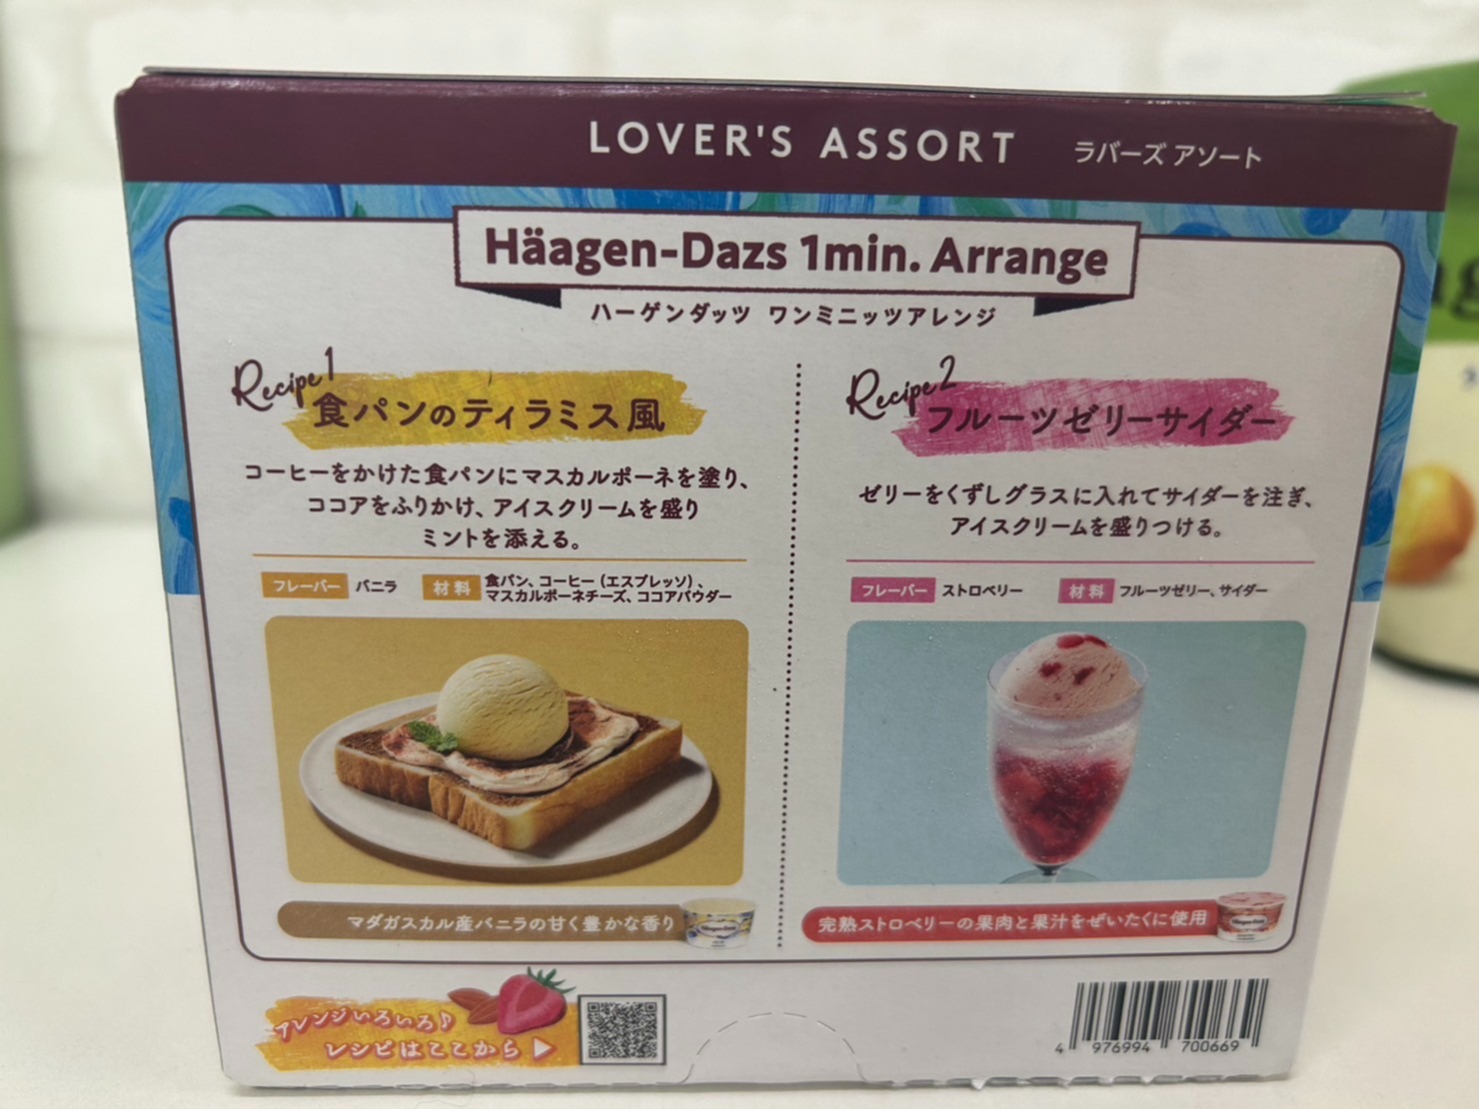 LOVER'S ASSORT ラバーズ アソート
Häagen-Dazs 1min. Arrange
ハーゲンダッツ ワンミニッツアレンジ
Recipe1
食パンのティラミス風
コーヒーをかけた食パンにマスカルポーネを塗り、
ココアをふりかけ、アイスクリームを盛り
ミントを添える。
フレーバー バニラ 材料 食パン、コーヒー(エスプレッソ)、
マスカルポーネチーズ、ココアパウダー
マダガスカル産バニラの甘く豊かな香り
Recipe2
フルーツゼリーサイダー
ゼリーをくずしグラスに入れてサイダーを注ぎ、
アイスクリームを盛りつける。
フレーバー ストロベリー 材料 フルーツゼリー、サイダー
完熟ストロベリーの果肉と果汁をぜいたくに使用
アレンジいろいろ♪
レシピはここから▶
4 976994 700669